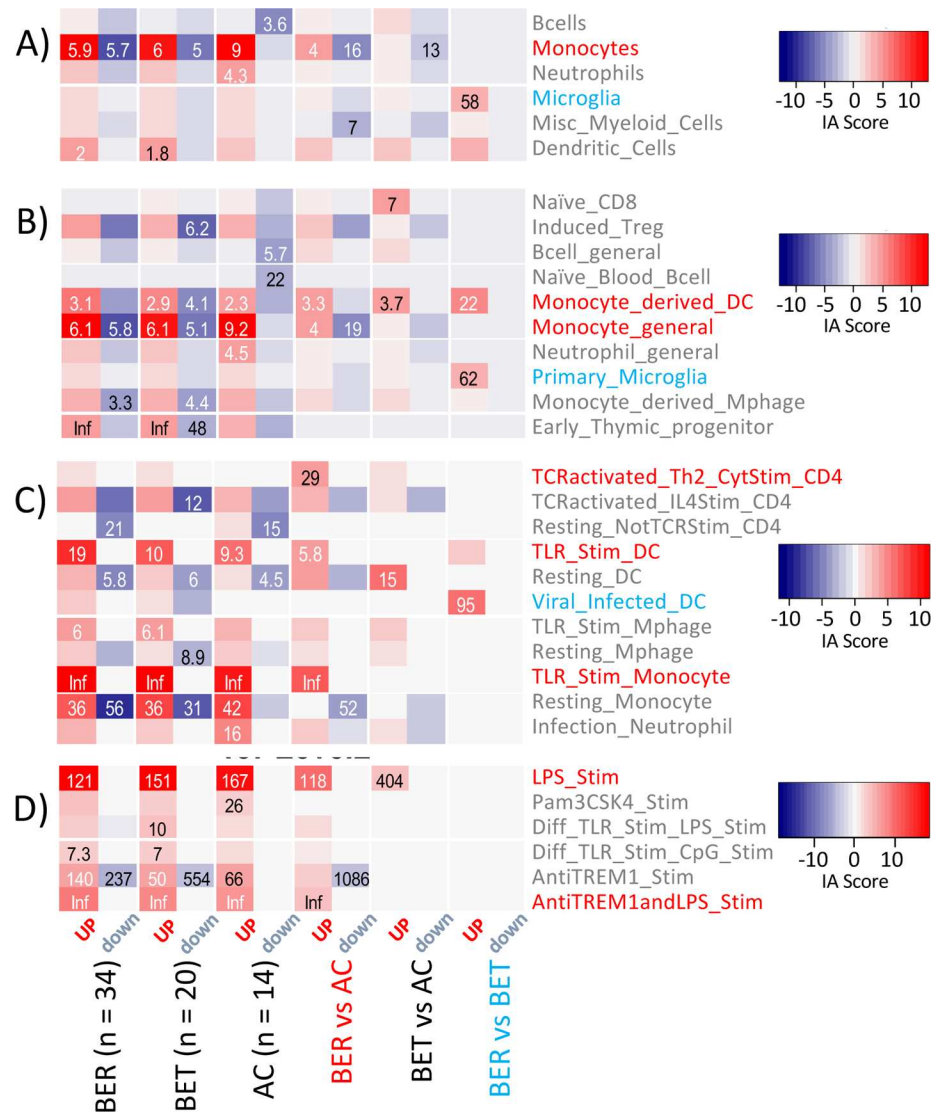 A)
3.6 Bcells
5.9 5.7 6 5 9 4 16 13 Monocytes
4.3 Neutrophils
58 Microglia
7 Misc_Myeloid_Cells
2 1.8 Dendritic_Cells
-10 -5 0 5 10
IA Score
B)
7 Naïve_CD8
6.2 Induced_Treg
5.7 Bcell_general
22 Naïve_Blood_Bcell
3.1 2.9 4.1 2.3 3.3 3.7 22 Monocyte_derived_DC
6.1 5.8 6.1 5.1 9.2 4 19 Monocyte_general
4.5 Neutrophil_general
62 Primary_Microglia
3.3 4.4 Monocyte_derived_Mphage
Inf Inf 48 Early_Thymic_progenitor
-10 -5 0 5 10
IA Score
C)
29 TCRactivated_Th2_CytStim_CD4
12 TCRactivated_IL4Stim_CD4
21 15 Resting_NotTCRStim_CD4
19 10 9.3 5.8 TLR_Stim_DC
5.8 6 4.5 15 Resting_DC
95 Viral_Infected_DC
6 6.1 TLR_Stim_Mphage
8.9 Resting_Mphage
Inf Inf Inf Inf TLR_Stim_Monocyte
36 56 36 31 42 52 Resting_Monocyte
16 Infection_Neutrophil
-10 -5 0 5 10
IA Score
D)
121 151 167 118 404 LPS_Stim
26 Pam3CSK4_Stim
10 Diff_TLR_Stim_LPS_Stim
7.3 7 Diff_TLR_Stim_CpG_Stim
140 237 50 554 66 1086 AntiTREM1_Stim
Inf Inf Inf Inf AntiTREM1andLPS_Stim
-10 0 10
IA Score
UP down UP down UP down UP down UP down UP down
BER (n = 34)
BET (n = 20)
AC (n = 14)
BER vs AC
BET vs AC
BER vs BET